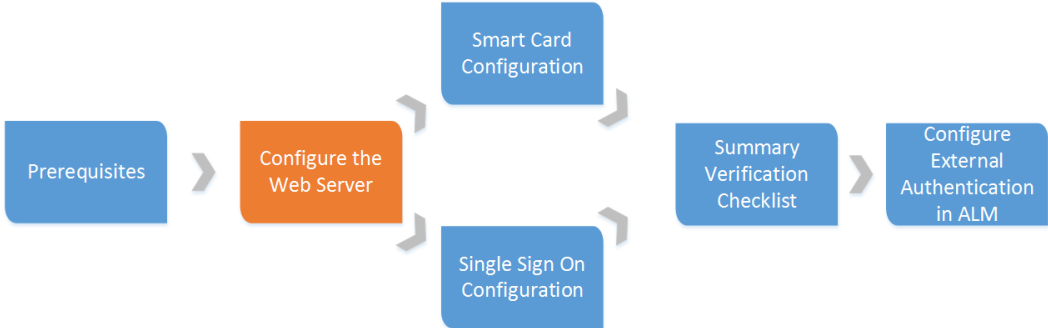 Prerequisites
Configure the
Web Server
Smart Card
Configuration
Single Sign On
Configuration
Summary
Verification
Checklist
Configure
External
Authentication
in ALM